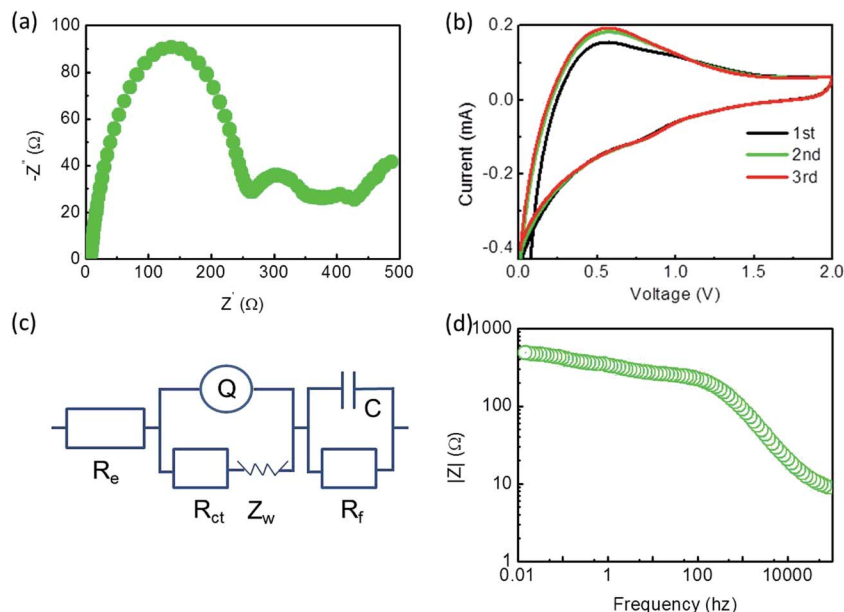 (a)
-100
80
60
40
20
0
0
100
200
300
400
500
-Z" (Ω)
Z' (Ω)
(b)
0.2
0.0
-0.2
-0.4
0.0
0.5
1.0
1.5
2.0
Current (mA)
Voltage (V)
1st
2nd
3rd
(c)
Q
C
Re
Rct
Zw
Rf
(d)
1000
100
10
1
0.01
1
100
10000
|Z| (Ω)
Frequency (hz)